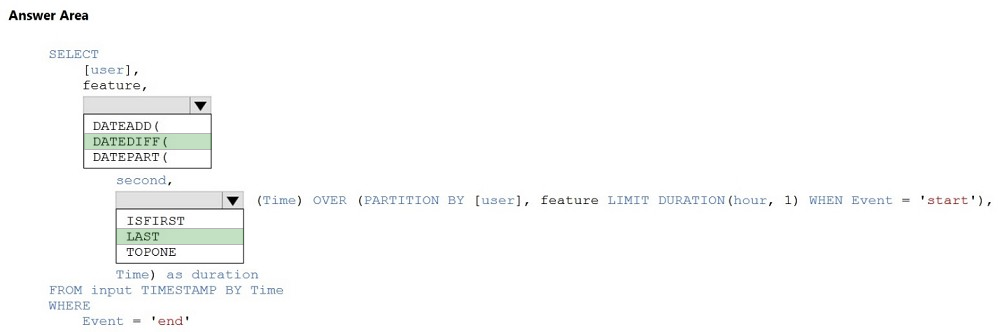 Answer Area
SELECT
[user],
feature,
DATEADD(
DATEDIFF(
DATEPART(
second,
(Time) OVER (PARTITION BY [user], feature LIMIT DURATION(hour, 1) WHEN Event = 'start'),
ISFIRST
LAST
TOPONE
Time) as duration
FROM input TIMESTAMP BY Time
WHERE
Event = 'end'